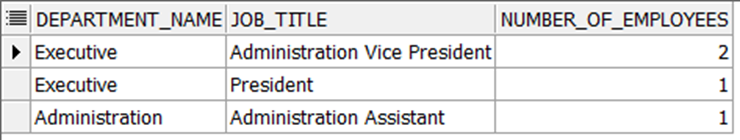 DEPARTMENT_NAME JOB_TITLE NUMBER_OF_EMPLOYEES
Executive Administration Vice President 2
Executive President 1
Administration Administration Assistant 1